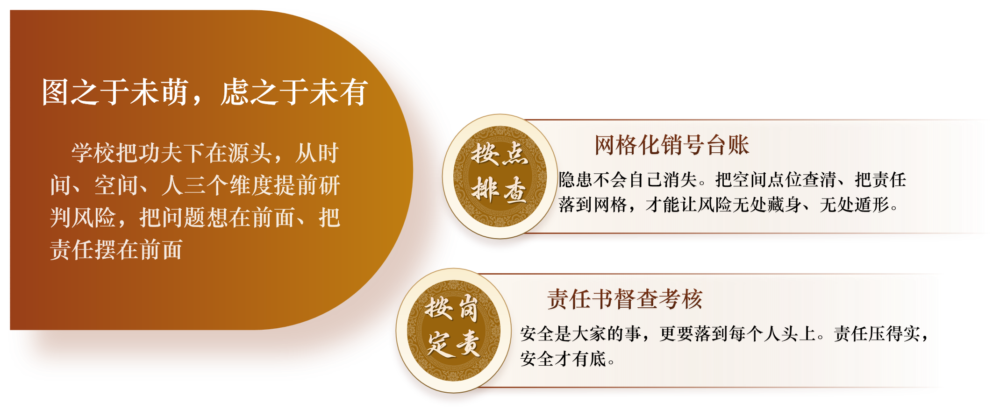 图之于未萌，虑之于未有
学校把功夫下在源头，从时
间、空间、人三个维度提前研
判风险，把问题想在前面、把
责任摆在前面
按点
排查
网格化销号台账
隐患不会自己消失。把空间点位查清、把责任
落到网格，才能让风险无处藏身、无处遁形。
按岗
定责
责任书督查考核
安全是大家的事，更要落到每个人头上。责任压得实，
安全才有底。